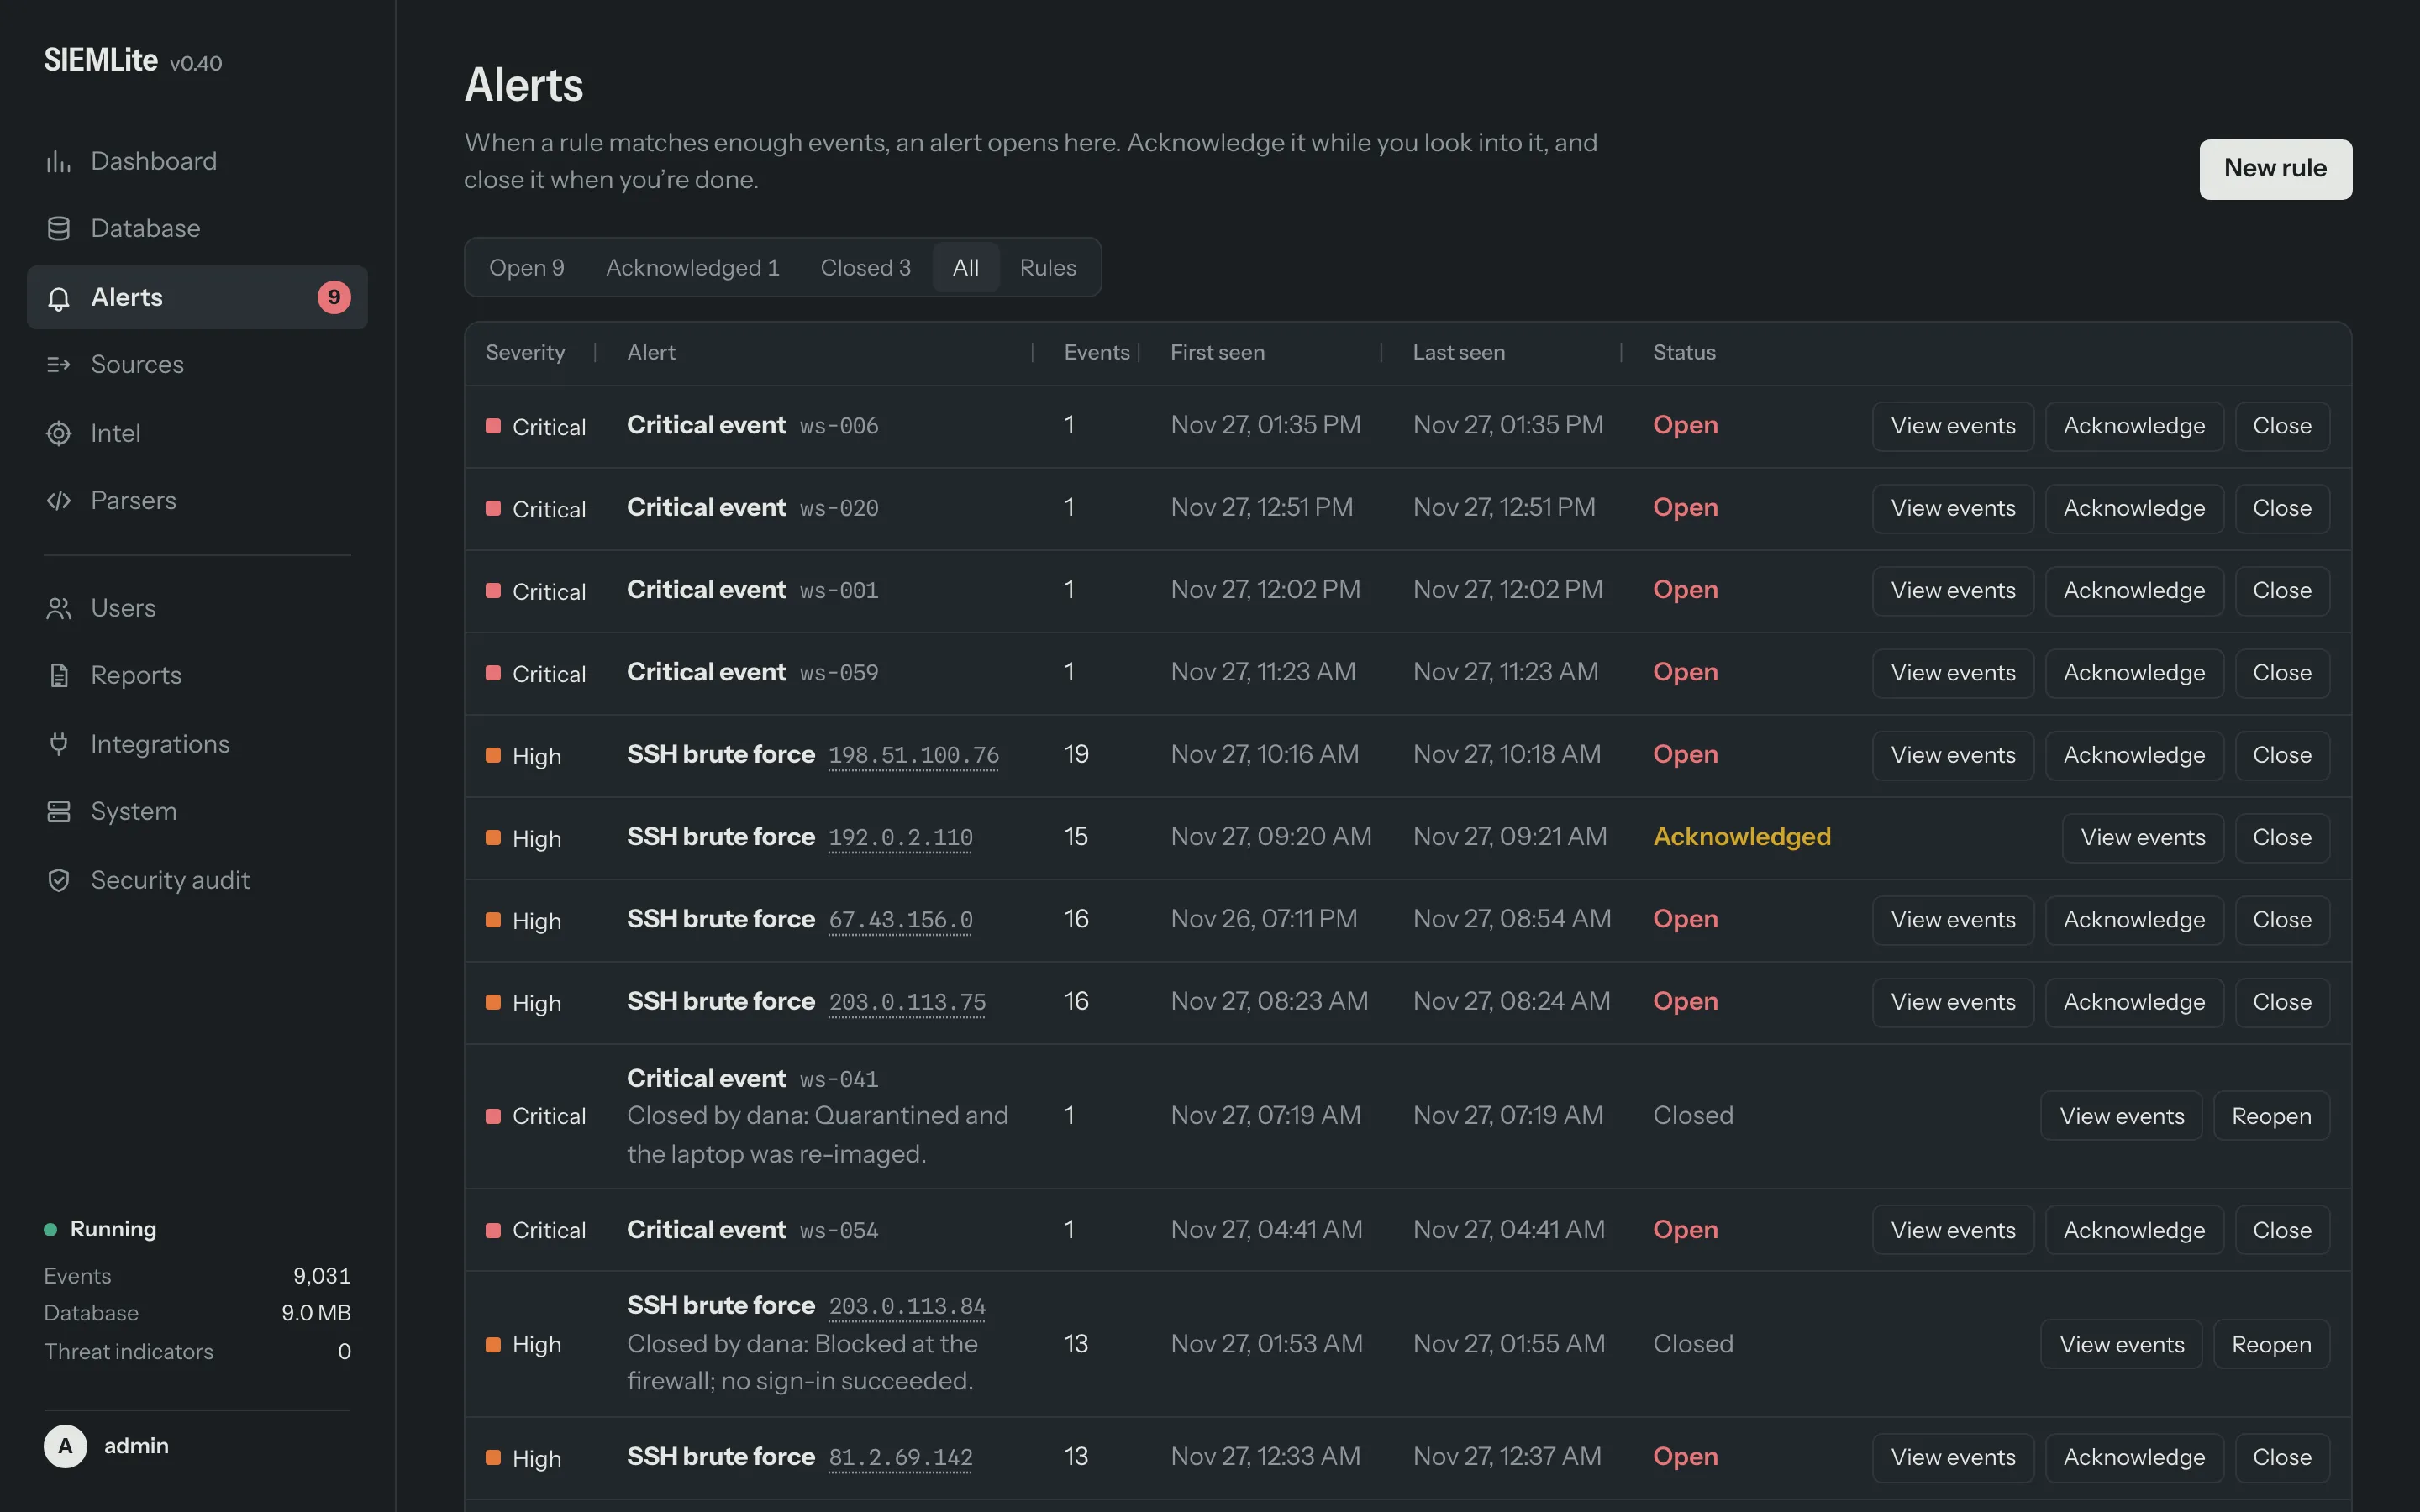 SIEMLite v0.40
Dashboard
Database
Alerts 9
Sources
Intel
Parsers
Users
Reports
Integrations
System
Security audit
Running
Events 9,031
Database 9.0 MB
Threat indicators 0
A admin
Alerts
When a rule matches enough events, an alert opens here. Acknowledge it while you look into it, and
close it when you’re done.
New rule
Open 9 Acknowledged 1 Closed 3 All Rules
Severity Alert Events First seen Last seen Status
Critical Critical event ws-006 1 Nov 27, 01:35 PM Nov 27, 01:35 PM Open View events Acknowledge Close
Critical Critical event ws-020 1 Nov 27, 12:51 PM Nov 27, 12:51 PM Open View events Acknowledge Close
Critical Critical event ws-001 1 Nov 27, 12:02 PM Nov 27, 12:02 PM Open View events Acknowledge Close
Critical Critical event ws-059 1 Nov 27, 11:23 AM Nov 27, 11:23 AM Open View events Acknowledge Close
High SSH brute force 198.51.100.76 19 Nov 27, 10:16 AM Nov 27, 10:18 AM Open View events Acknowledge Close
High SSH brute force 192.0.2.110 15 Nov 27, 09:20 AM Nov 27, 09:21 AM Acknowledged View events Close
High SSH brute force 67.43.156.0 16 Nov 26, 07:11 PM Nov 27, 08:54 AM Open View events Acknowledge Close
High SSH brute force 203.0.113.75 16 Nov 27, 08:23 AM Nov 27, 08:24 AM Open View events Acknowledge Close
Critical event ws-041
Critical Closed by dana: Quarantined and 1 Nov 27, 07:19 AM Nov 27, 07:19 AM Closed View events Reopen
the laptop was re-imaged.
Critical Critical event ws-054 1 Nov 27, 04:41 AM Nov 27, 04:41 AM Open View events Acknowledge Close
SSH brute force 203.0.113.84
High Closed by dana: Blocked at the 13 Nov 27, 01:53 AM Nov 27, 01:55 AM Closed View events Reopen
firewall; no sign-in succeeded.
High SSH brute force 81.2.69.142 13 Nov 27, 12:33 AM Nov 27, 12:37 AM Open View events Acknowledge Close